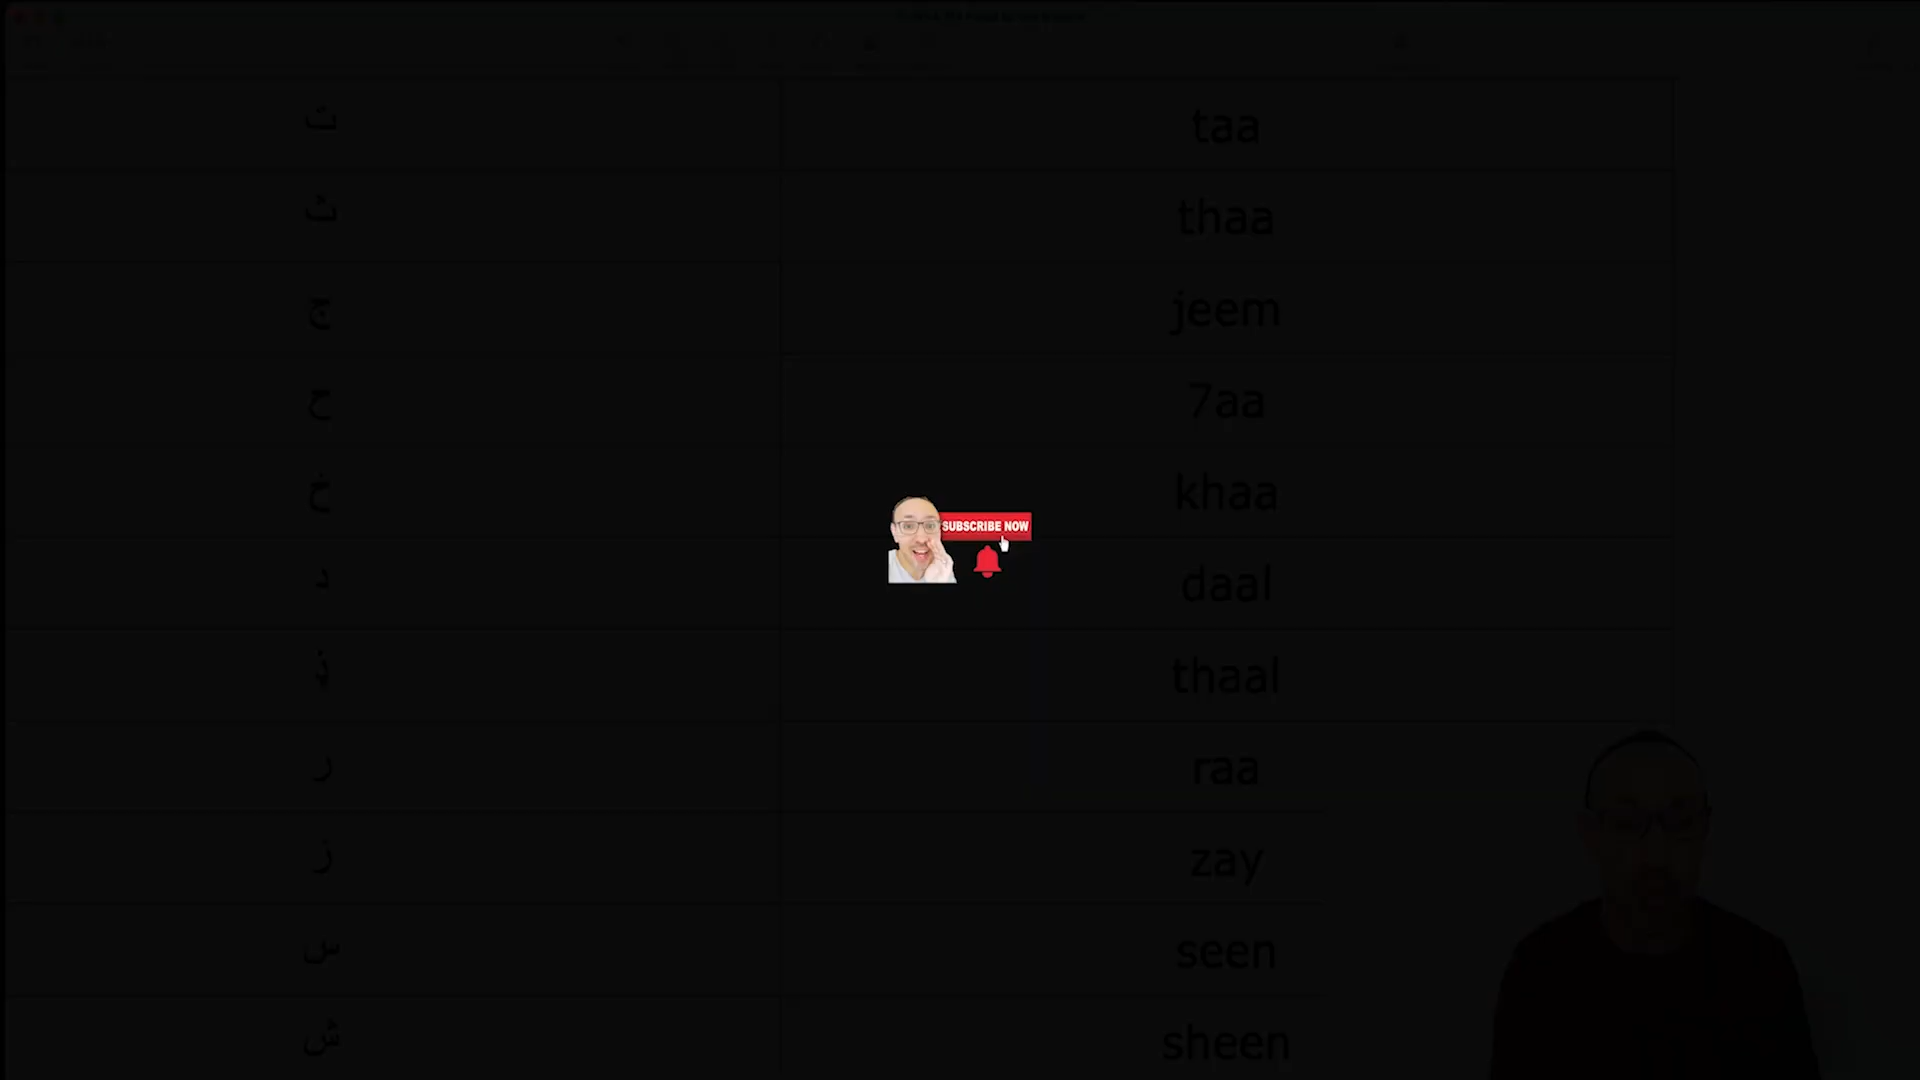 ت taa
ث thaa
ج jeem
ح 7aa
خ khaa
SUBSCRIBE NOW
د daal
ذ thaal
ر raa
ز zay
س seen
ش sheen